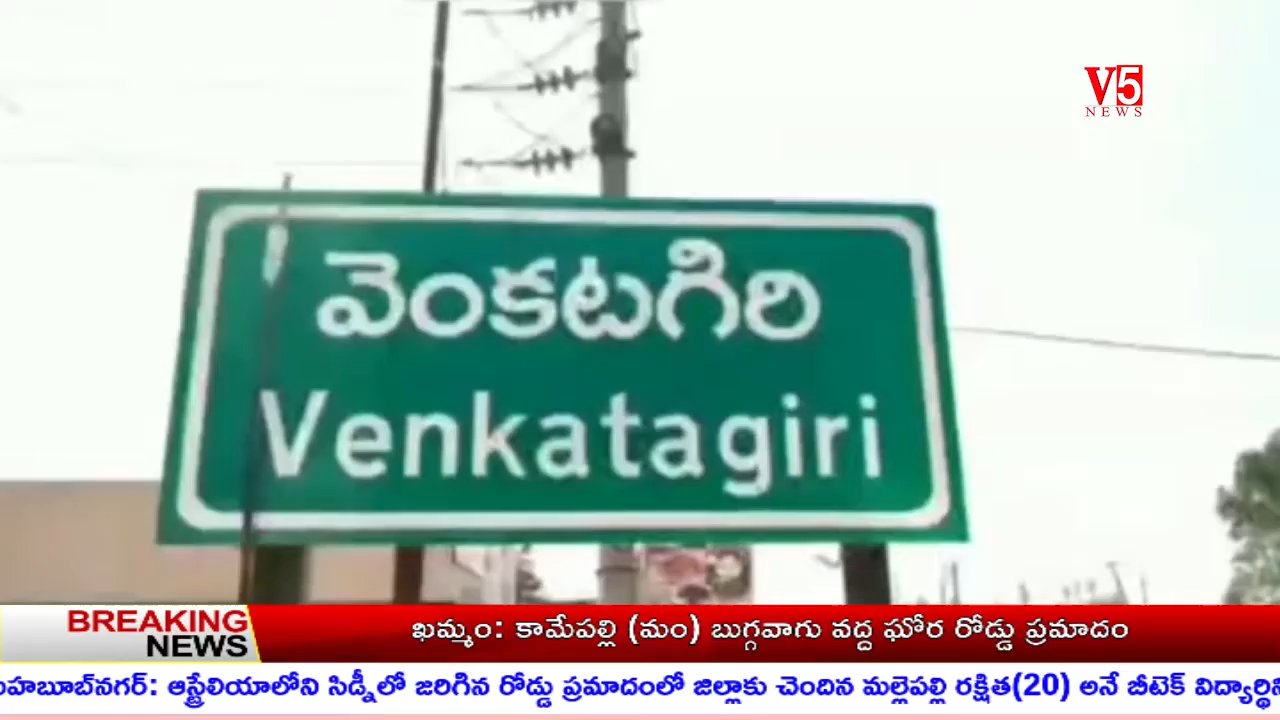 V5
NEWS
వెంకటగిరి
Venkatagiri
BREAKING
NEWS
ఖమ్మం: కామేపల్లి (మం) బుగ్గవాగు వద్ద ఘోర రోడ్డు ప్రమాదం
ఆస్ట్రేలియాలోని సిడ్నీలో జరిగిన రోడ్డు ప్రమాదంలో జిల్లాకు చెందిన మల్లెపల్లి రక్షిత(20) అనే బీటెక్